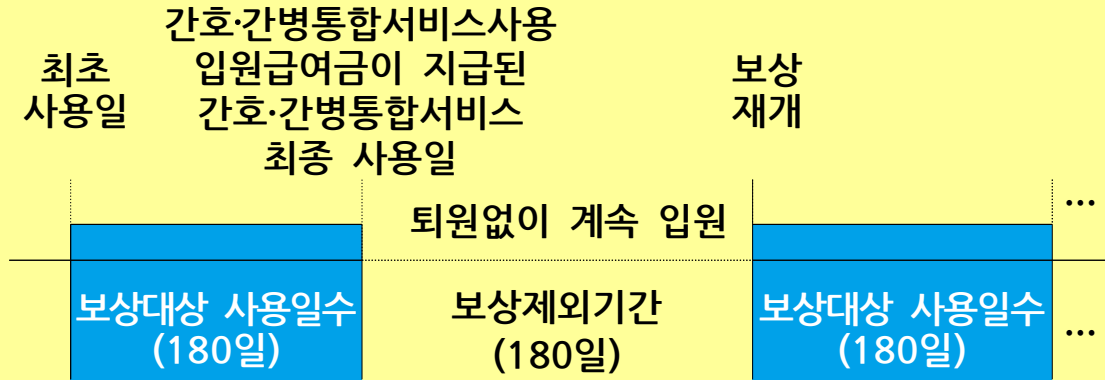 최초
사용일
간호·간병통합서비스사용
입원급여금이 지급된
간호·간병통합서비스
최종 사용일
보상
재개
퇴원없이 계속 입원
...
보상대상 사용일수
(180일)
보상제외기간
(180일)
보상대상 사용일수
(180일)
...